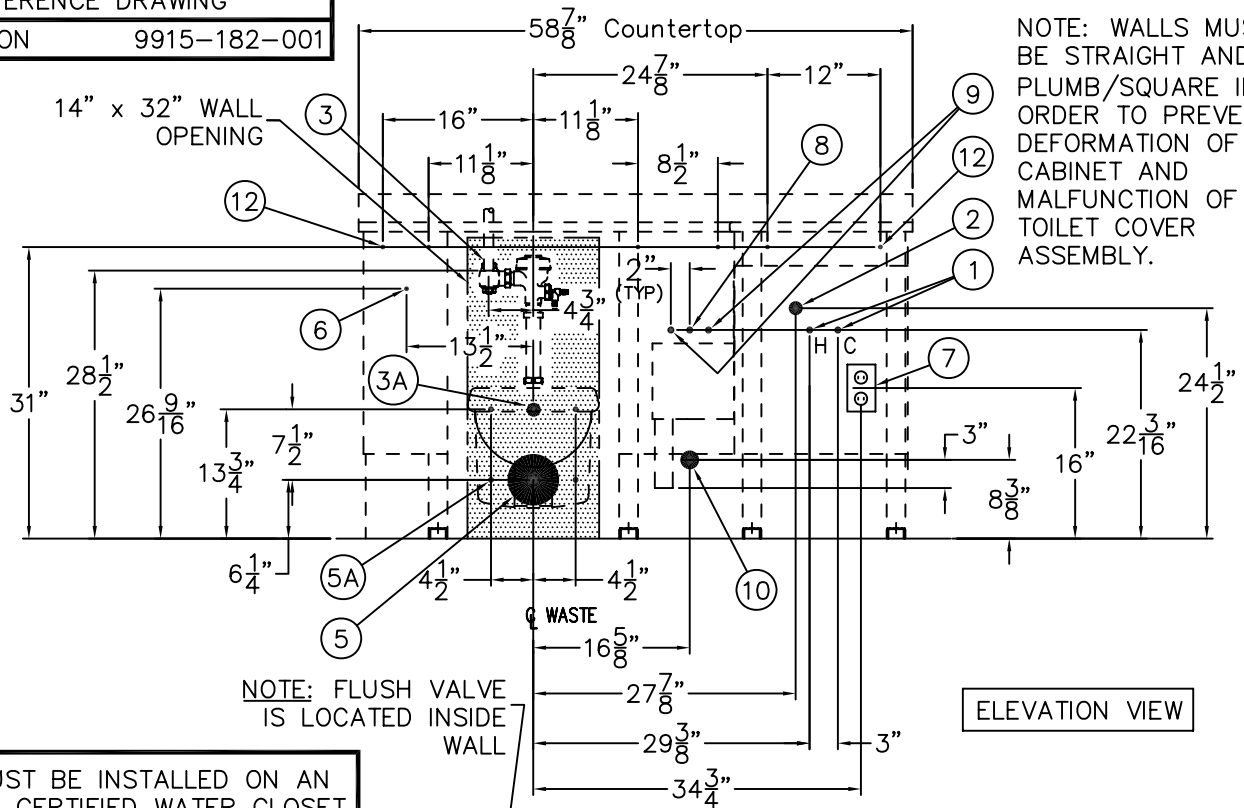 ERENCE DRAWING
ON 9915-182-001
58 7/8" Countertop
24 7/8"
12"
NOTE: WALLS MUS
BE STRAIGHT AND
PLUMB/SQUARE IN
ORDER TO PREVE
DEFORMATION OF
CABINET AND
MALFUNCTION OF
TOILET COVER
ASSEMBLY.
14" x 32" WALL
OPENING
3
16"
11 1/8"
9
11 1/8"
8 1/2"
8
12
12
2
2"
(TYP)
1
6
4 3/4"
13 1/2"
H C
3A
7
31"
28 1/2"
26 9/16"
24 1/2"
22 3/16"
7 1/2"
13 3/4"
16"
3"
8 3/8"
6 1/4"
5A
4 1/2"
4 1/2"
10
℄ WASTE
5
16 5/8"
27 7/8"
NOTE: FLUSH VALVE
IS LOCATED INSIDE
WALL
ELEVATION VIEW
29 3/8"
3"
34 3/4"
UST BE INSTALLED ON AN
CERTIFIED WATER CLOSET